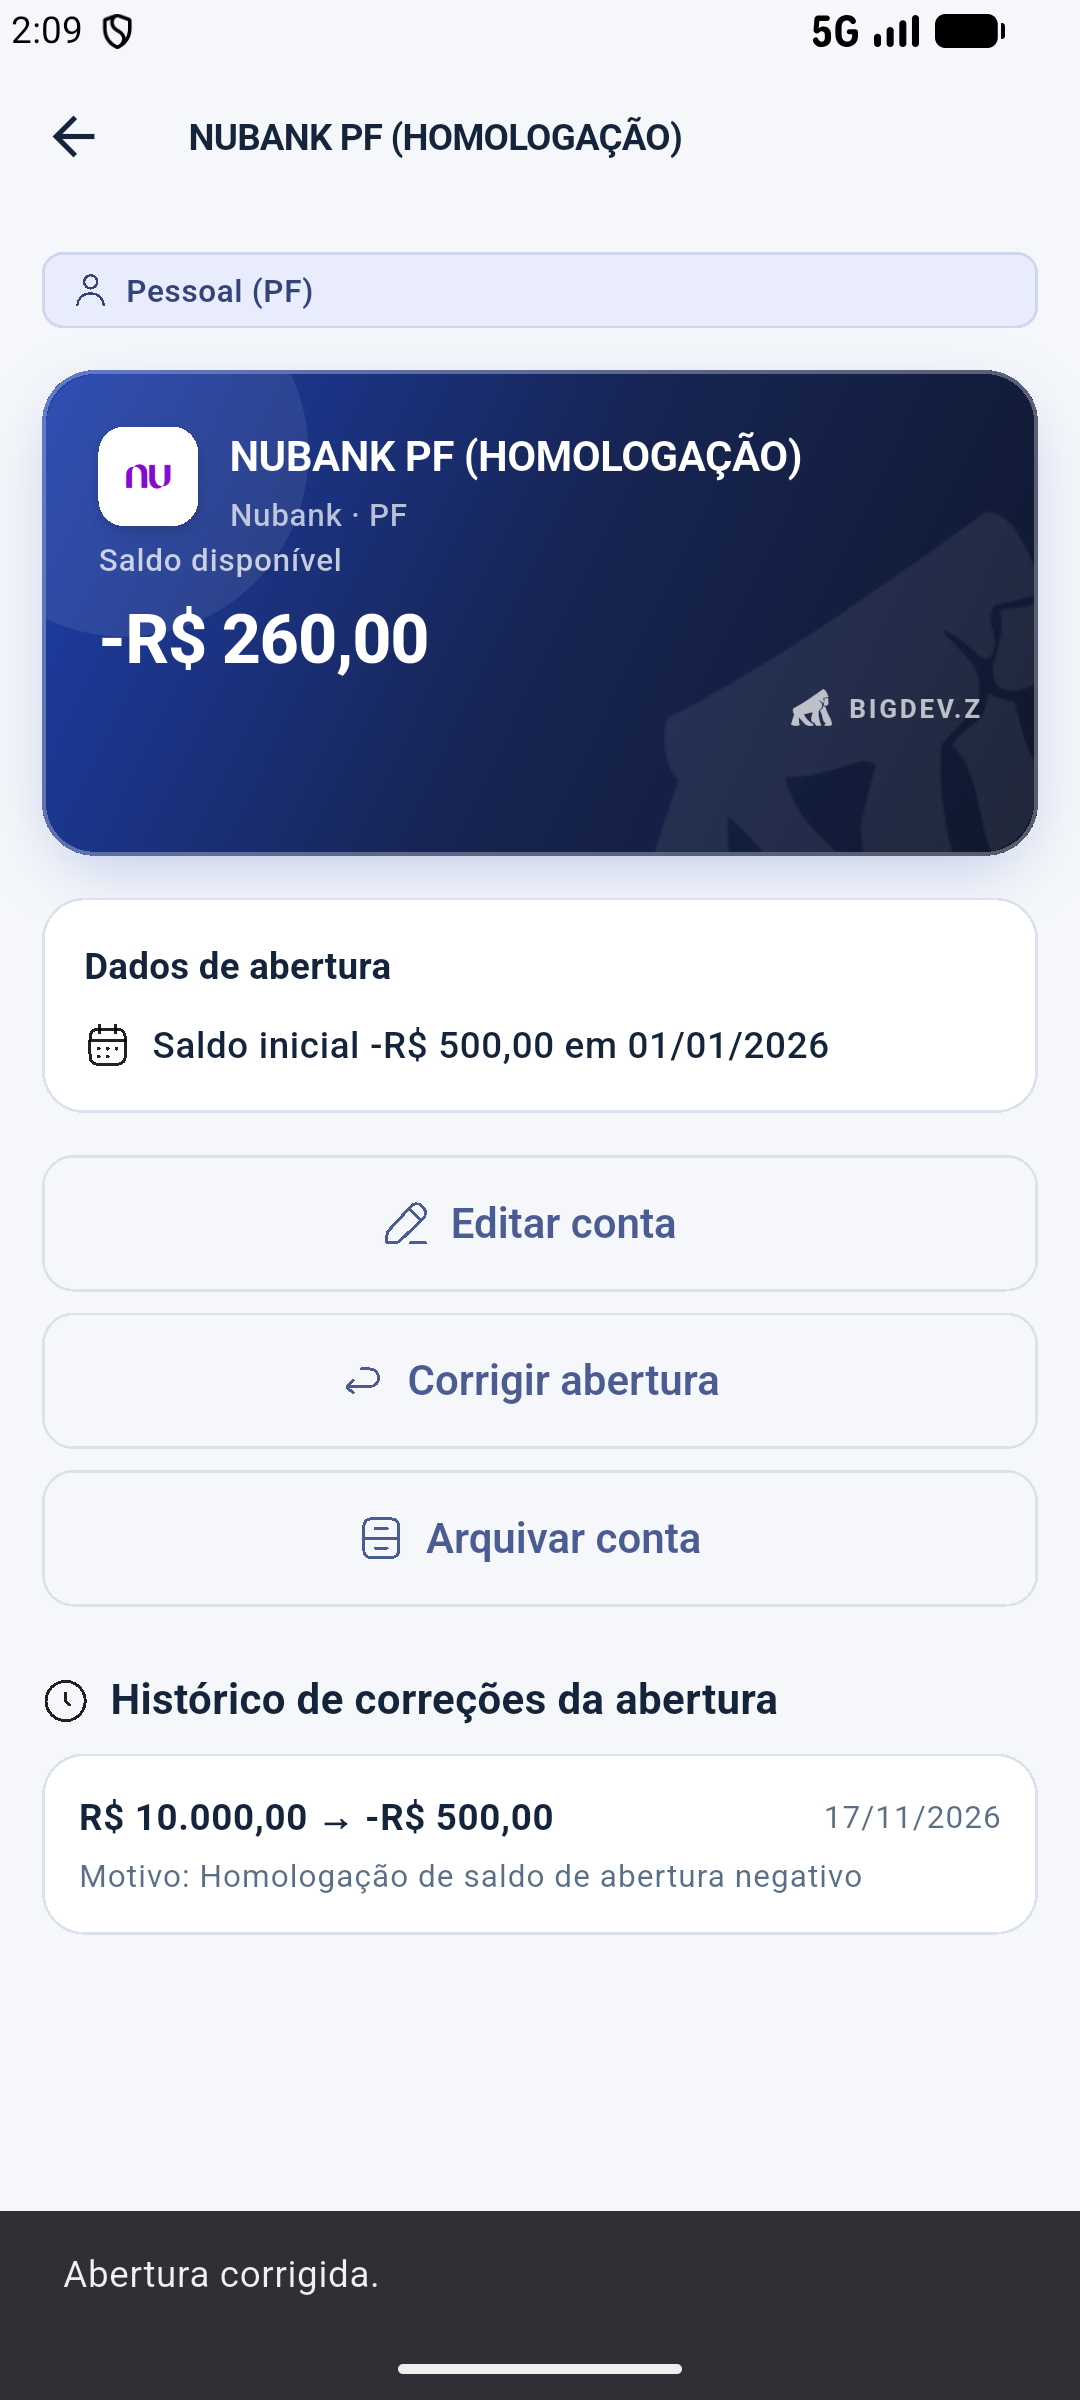 2:09
5G
NUBANK PF (HOMOLOGAÇÃO)
Pessoal (PF)
nu
NUBANK PF (HOMOLOGAÇÃO)
Nubank · PF
Saldo disponível
-R$ 260,00
BIGDEV.Z
Dados de abertura
Saldo inicial -R$ 500,00 em 01/01/2026
Editar conta
Corrigir abertura
Arquivar conta
Histórico de correções da abertura
R$ 10.000,00 → -R$ 500,00
17/11/2026
Motivo: Homologação de saldo de abertura negativo
Abertura corrigida.